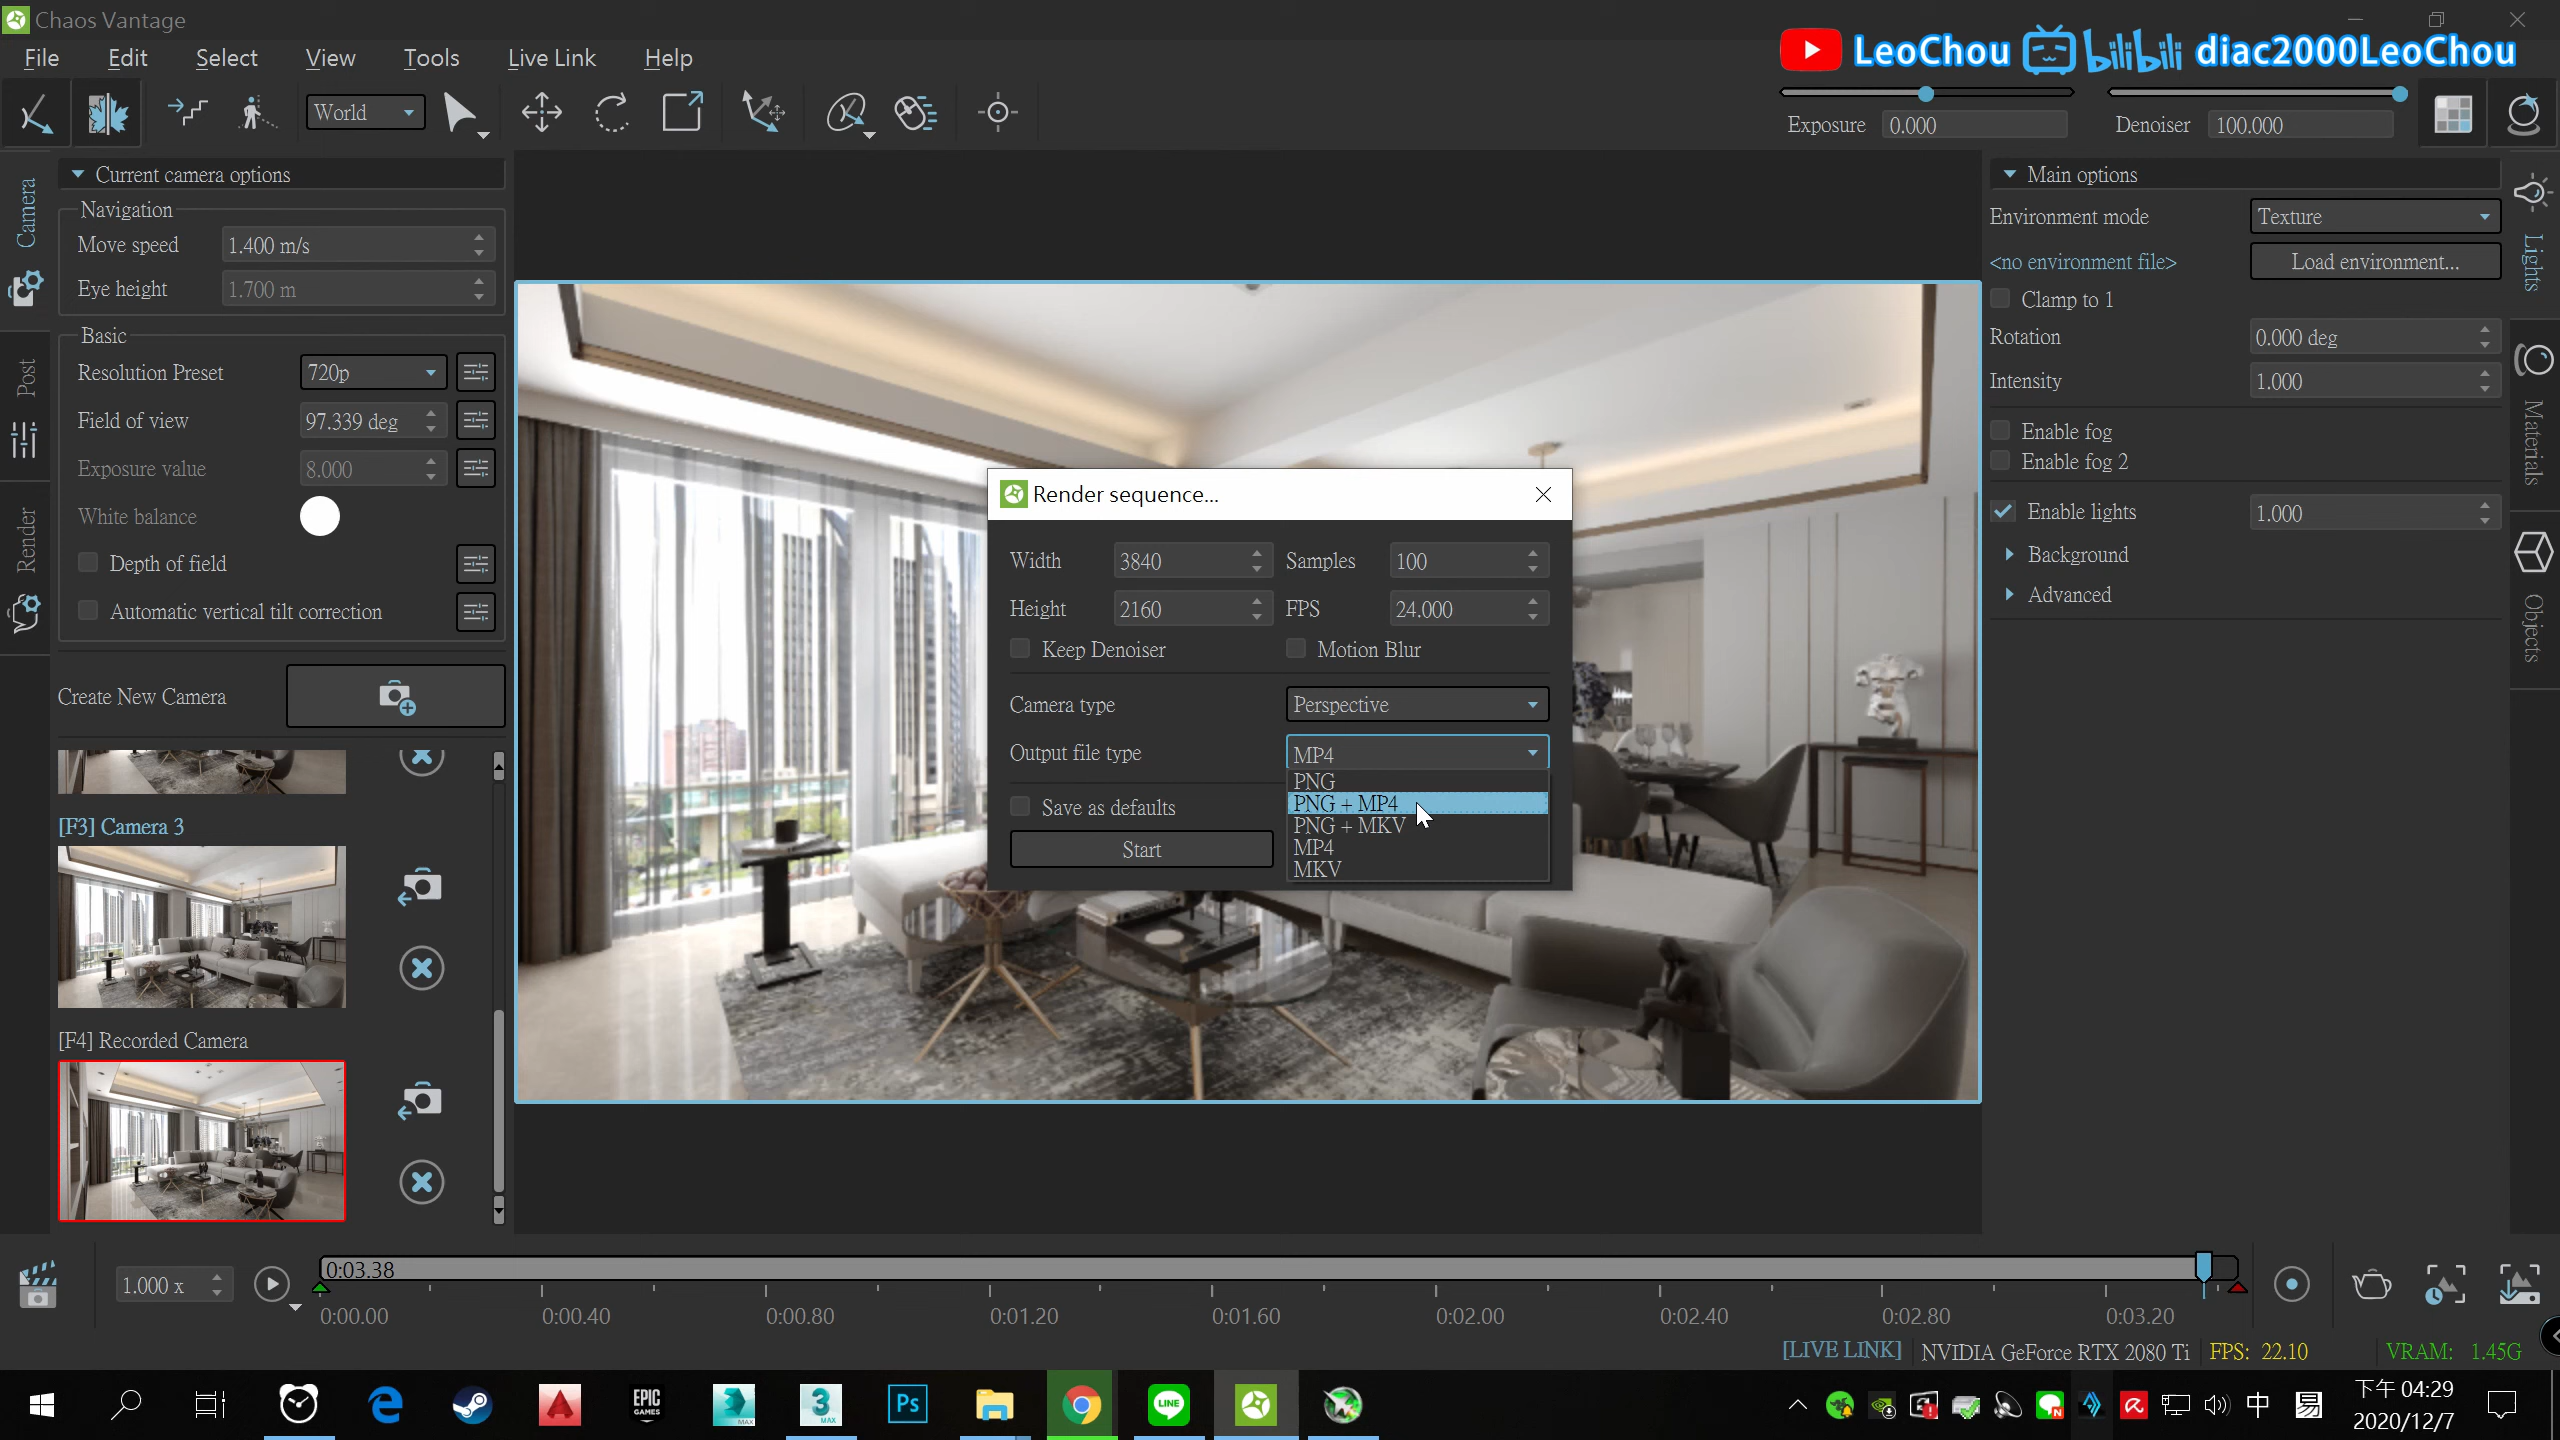 Chaos Vantage
LeoChou bilibili diac2000LeoChou
File Edit Select View Tools Live Link Help
World
Exposure 0.000 Denoiser 100.000
Camera
Post
Render
Current camera options
Navigation
Move speed 1.400 m/s
Eye height 1.700 m
Basic
Resolution Preset 720p
Field of view 97.339 deg
Exposure value 8.000
White balance
Depth of field
Automatic vertical tilt correction
Create New Camera
[F3] Camera 3
[F4] Recorded Camera
Render sequence...
Width 3840 Samples 100
Height 2160 FPS 24.000
Keep Denoiser Motion Blur
Camera type Perspective
Output file type MP4
PNG
PNG + MP4
PNG + MKV
MP4
MKV
Save as defaults
Start
Main options
Environment mode Texture
<no environment file> Load environment...
Clamp to 1
Rotation 0.000 deg
Intensity 1.000
Enable fog
Enable fog 2
Enable lights 1.000
Background
Advanced
Lights
Materials
Objects
1.000 x
0:03.38
0:00.00 0:00.40 0:00.80 0:01.20 0:01.60 0:02.00 0:02.40 0:02.80 0:03.20
[LIVE LINK] NVIDIA GeForce RTX 2080 Ti FPS: 22.10 VRAM: 1.45G
EPIC
GAMES
MAX
3
MAX
Ps
LINE
中
易
下午 04:29
2020/12/7